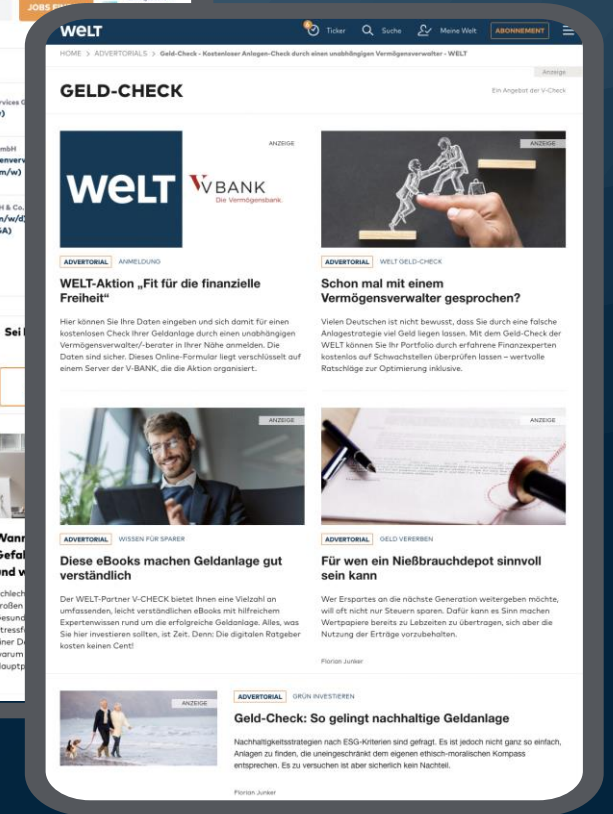 JOBS
welt
6
Ticker
Suche
Meine Welt
ABONNEMENT
HOME > ADVERTORIALS > Geld-Check - Kostenloser Anlagen-Check durch einen unabhängigen Vermögensverwalter - WELT
Anzeige
GELD-CHECK
Ein Angebot der V-Check
ANZEIGE
welt
VBANK
Die Vermögensbank.
ADVERTORIAL ANMELDUNG
WELT-Aktion „Fit für die finanzielle
Freiheit“
Hier können Sie Ihre Daten eingeben und sich damit für einen
kostenlosen Check Ihrer Geldanlage durch einen unabhängigen
Vermögensverwalter/-berater in Ihrer Nähe anmelden. Die
Daten sind sicher. Dieses Online-Formular liegt verschlüsselt auf
einem Server der V-BANK, die die Aktion organisiert.
ANZEIGE
ADVERTORIAL WELT GELD-CHECK
Schon mal mit einem
Vermögensverwalter gesprochen?
Vielen Deutschen ist nicht bewusst, dass Sie durch eine falsche
Anlagestrategie viel Geld liegen lassen. Mit dem Geld-Check der
WELT können Sie Ihr Portfolio durch erfahrene Finanzexperten
kostenlos auf Schwachstellen überprüfen lassen – wertvolle
Ratschläge zur Optimierung inklusive.
ANZEIGE
ADVERTORIAL WISSEN FÜR SPARER
Diese eBooks machen Geldanlage gut
verständlich
Der WELT-Partner V-CHECK bietet Ihnen eine Vielzahl an
umfassenden, leicht verständlichen eBooks mit hilfreichem
Expertenwissen rund um die erfolgreiche Geldanlage. Alles, was
Sie hier investieren sollten, ist Zeit. Denn: Die digitalen Ratgeber
kosten keinen Cent!
ANZEIGE
ADVERTORIAL GELD VERERBEN
Für wen ein Nießbrauchdepot sinnvoll
sein kann
Wer Erspartes an die nächste Generation weitergeben möchte,
will oft nicht nur Steuern sparen. Dafür kann es Sinn machen
Wertpapiere bereits zu Lebzeiten zu übertragen, sich aber die
Nutzung der Erträge vorzubehalten.
Florian Junker
ANZEIGE
ADVERTORIAL GRÜN INVESTIEREN
Geld-Check: So gelingt nachhaltige Geldanlage
Nachhaltigkeitsstrategien nach ESG-Kriterien sind gefragt. Es ist jedoch nicht ganz so einfach,
Anlagen zu finden, die uneingeschränkt dem eigenen ethisch-moralischen Kompass
entsprechen. Es zu versuchen ist aber sicherlich kein Nachteil.
Florian Junker